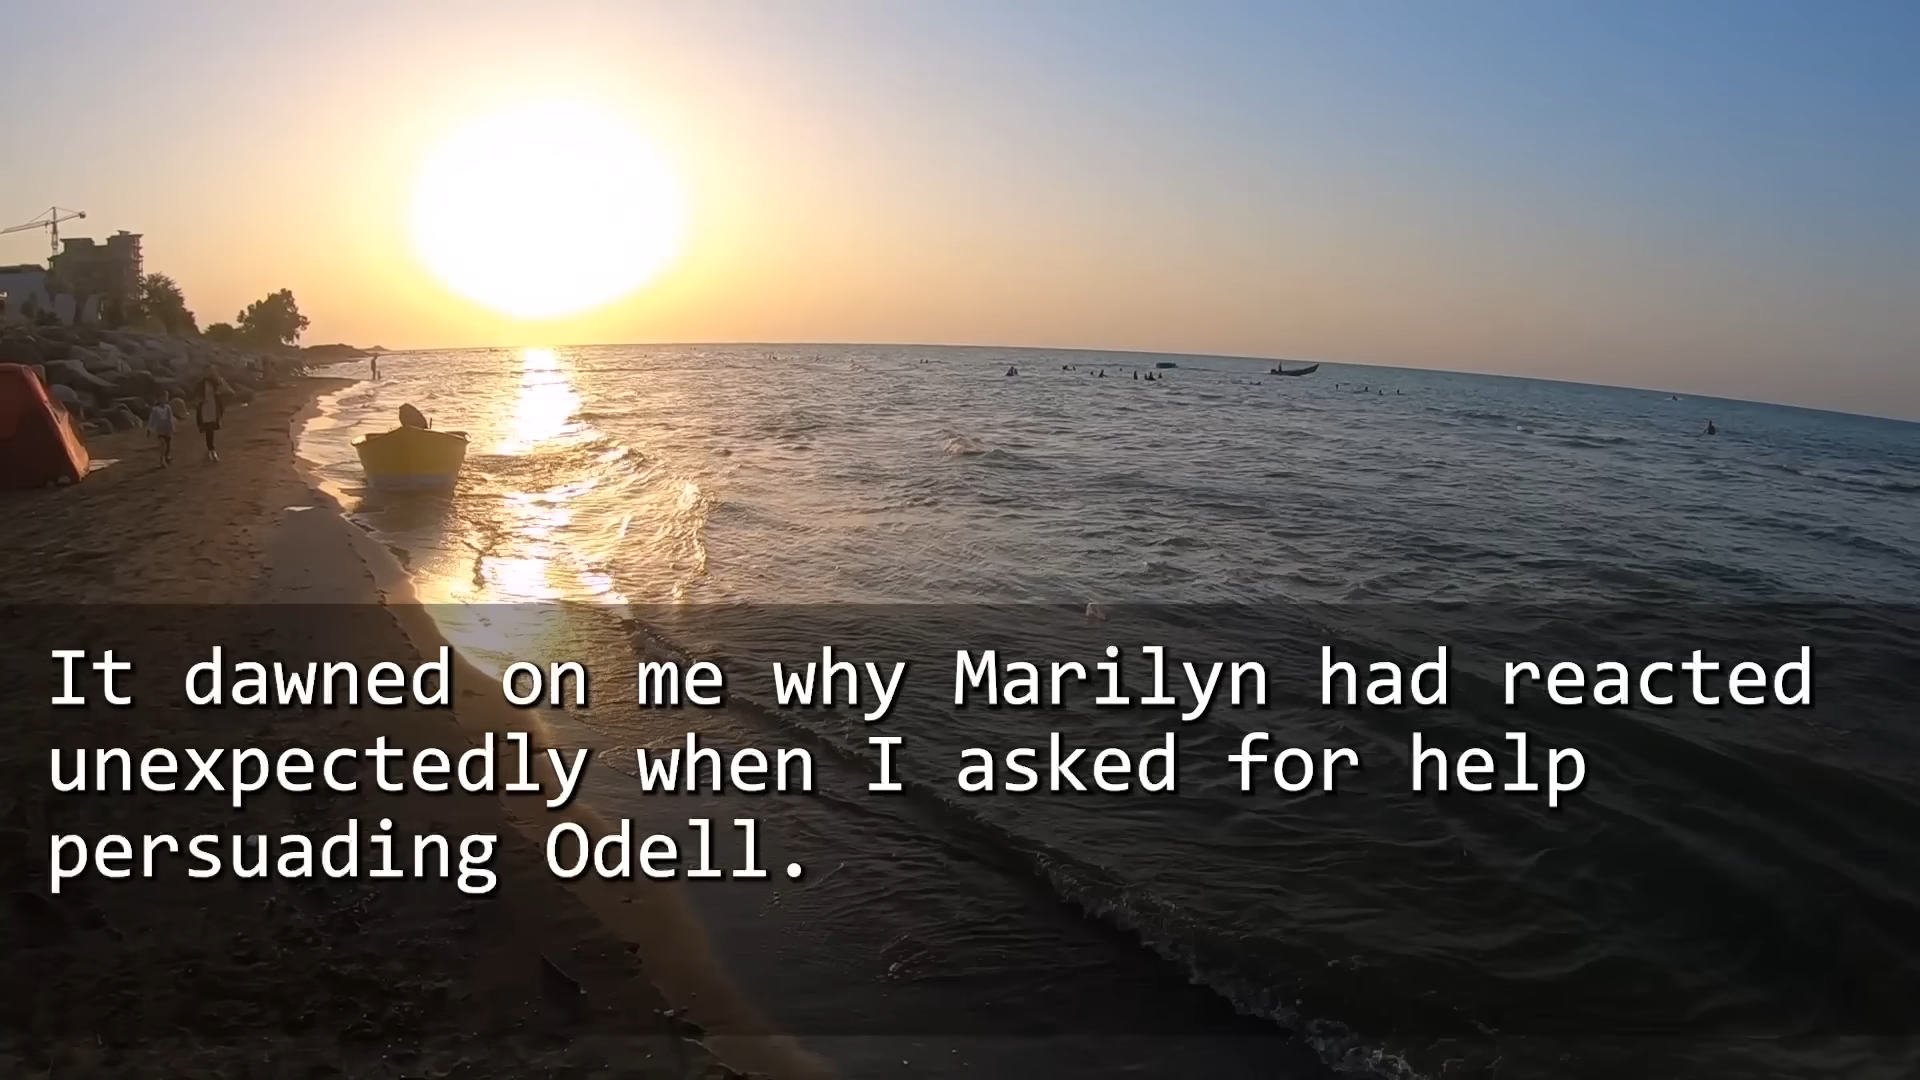 It dawned on me why Marilyn had reacted
unexpectedly when I asked for help
persuading Odell.